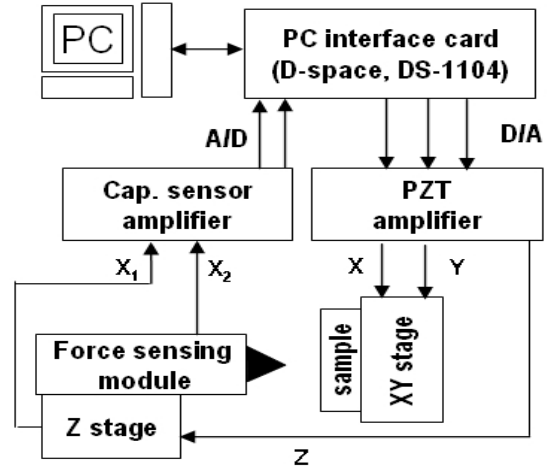 PC
PC interface card
(D-space, DS-1104)
A/D
D/A
Cap. sensor
amplifier
PZT
amplifier
X₁
X₂
X
Y
Force sensing
module
sample
XY stage
Z stage
Z